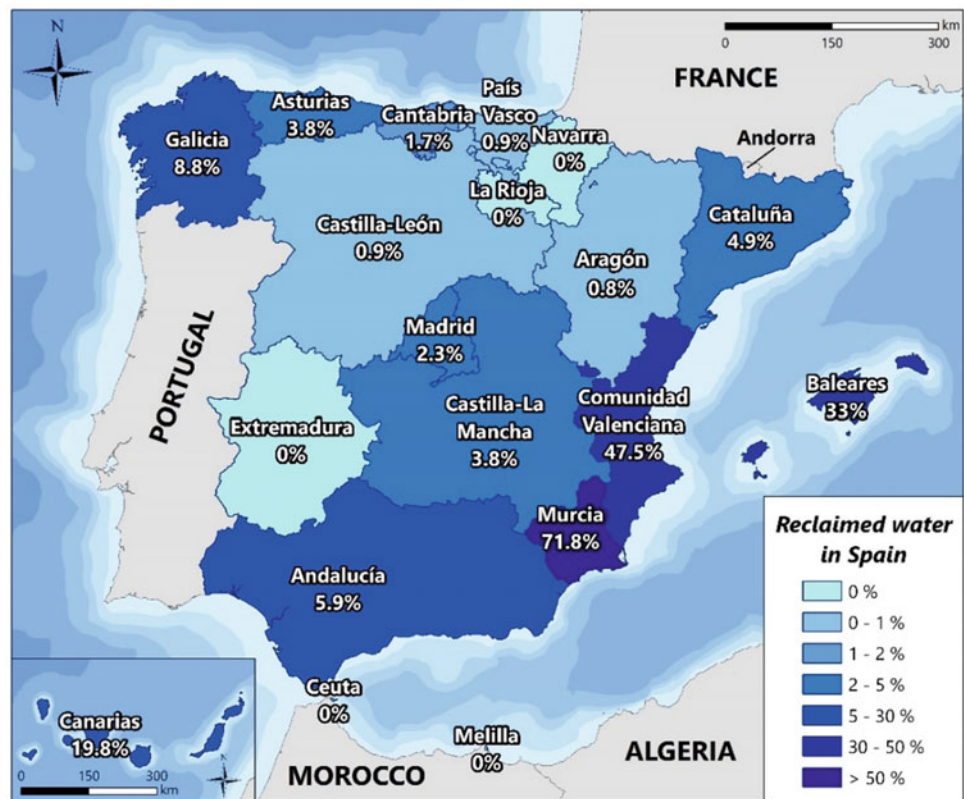 N
km
0 150 300
FRANCE
Andorra
País
Vasco
0.9%
Asturias
3.8%
Cantabria
1.7%
Navarra
0%
Galicia
8.8%
La Rioja
0%
Castilla-León
0.9%
Aragón
0.8%
Cataluña
4.9%
PORTUGAL
Madrid
2.3%
Extremadura
0%
Castilla-La
Mancha
3.8%
Comunidad
Valenciana
47.5%
Baleares
33%
Murcia
71.8%
Andalucía
5.9%
Ceuta
0%
Melilla
0%
MOROCCO
ALGERIA
Canarias
19.8%
0 150 300
km
Reclaimed water
in Spain
0 %
0 - 1 %
1 - 2 %
2 - 5 %
5 - 30 %
30 - 50 %
> 50 %